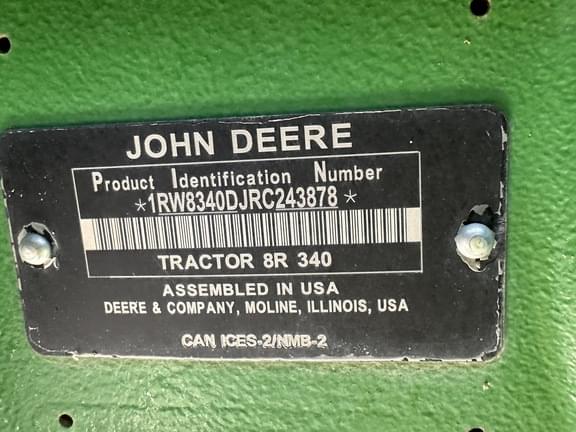 JOHN DEERE
Product Identification Number
*1RW8340DJRC243878*
TRACTOR 8R 340
ASSEMBLED IN USA
DEERE & COMPANY, MOLINE, ILLINOIS, USA
CAN ICES-2/NMB-2